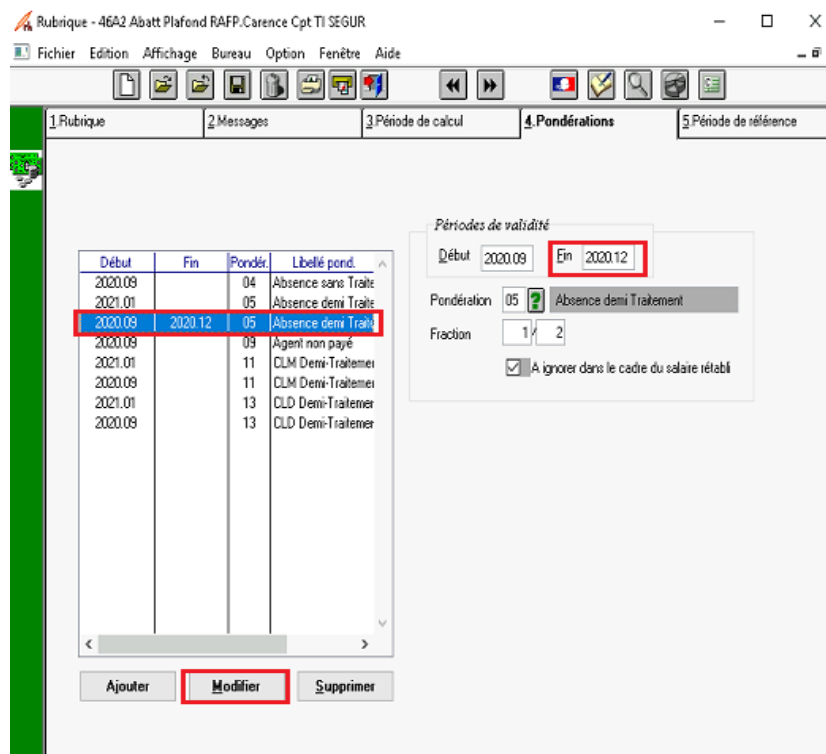 Rubrique - 46A2 Abatt Plafond RAFP.Carence Cpt TI SEGUR
Fichier Edition Affichage Bureau Option Fenêtre Aide
1.Rubrique 2.Messages 3.Période de calcul 4.Pondérations 5.Période de référence
Périodes de validité
Début 2020.09 Fin 2020.12
Pondération 05 ? Absence demi Traitement
Fraction 1 / 2
A ignorer dans le cadre du salaire rétabli
Début Fin Pondér. Libellé pond.
2020.09 04 Absence sans Traite
2021.01 05 Absence demi Traite
2020.09 2020.12 05 Absence demi Traite
2020.09 09 Agent non payé
2021.01 11 CLM Demi-Traitemer
2020.09 11 CLM Demi-Traitemer
2021.01 13 CLD Demi-Traitemer
2020.09 13 CLD Demi-Traitemer
Ajouter Modifier Supprimer